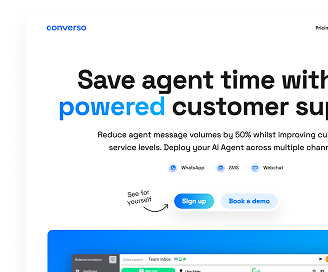 converso
Pricin
Save agent time with
powered customer sup
Reduce agent message volumes by 50% whilst improving cu
service levels. Deploy your AI Agent across multiple chann
WhatsApp
SMS
Webchat
See for
yourself
Sign up
Book a demo
Team inbox